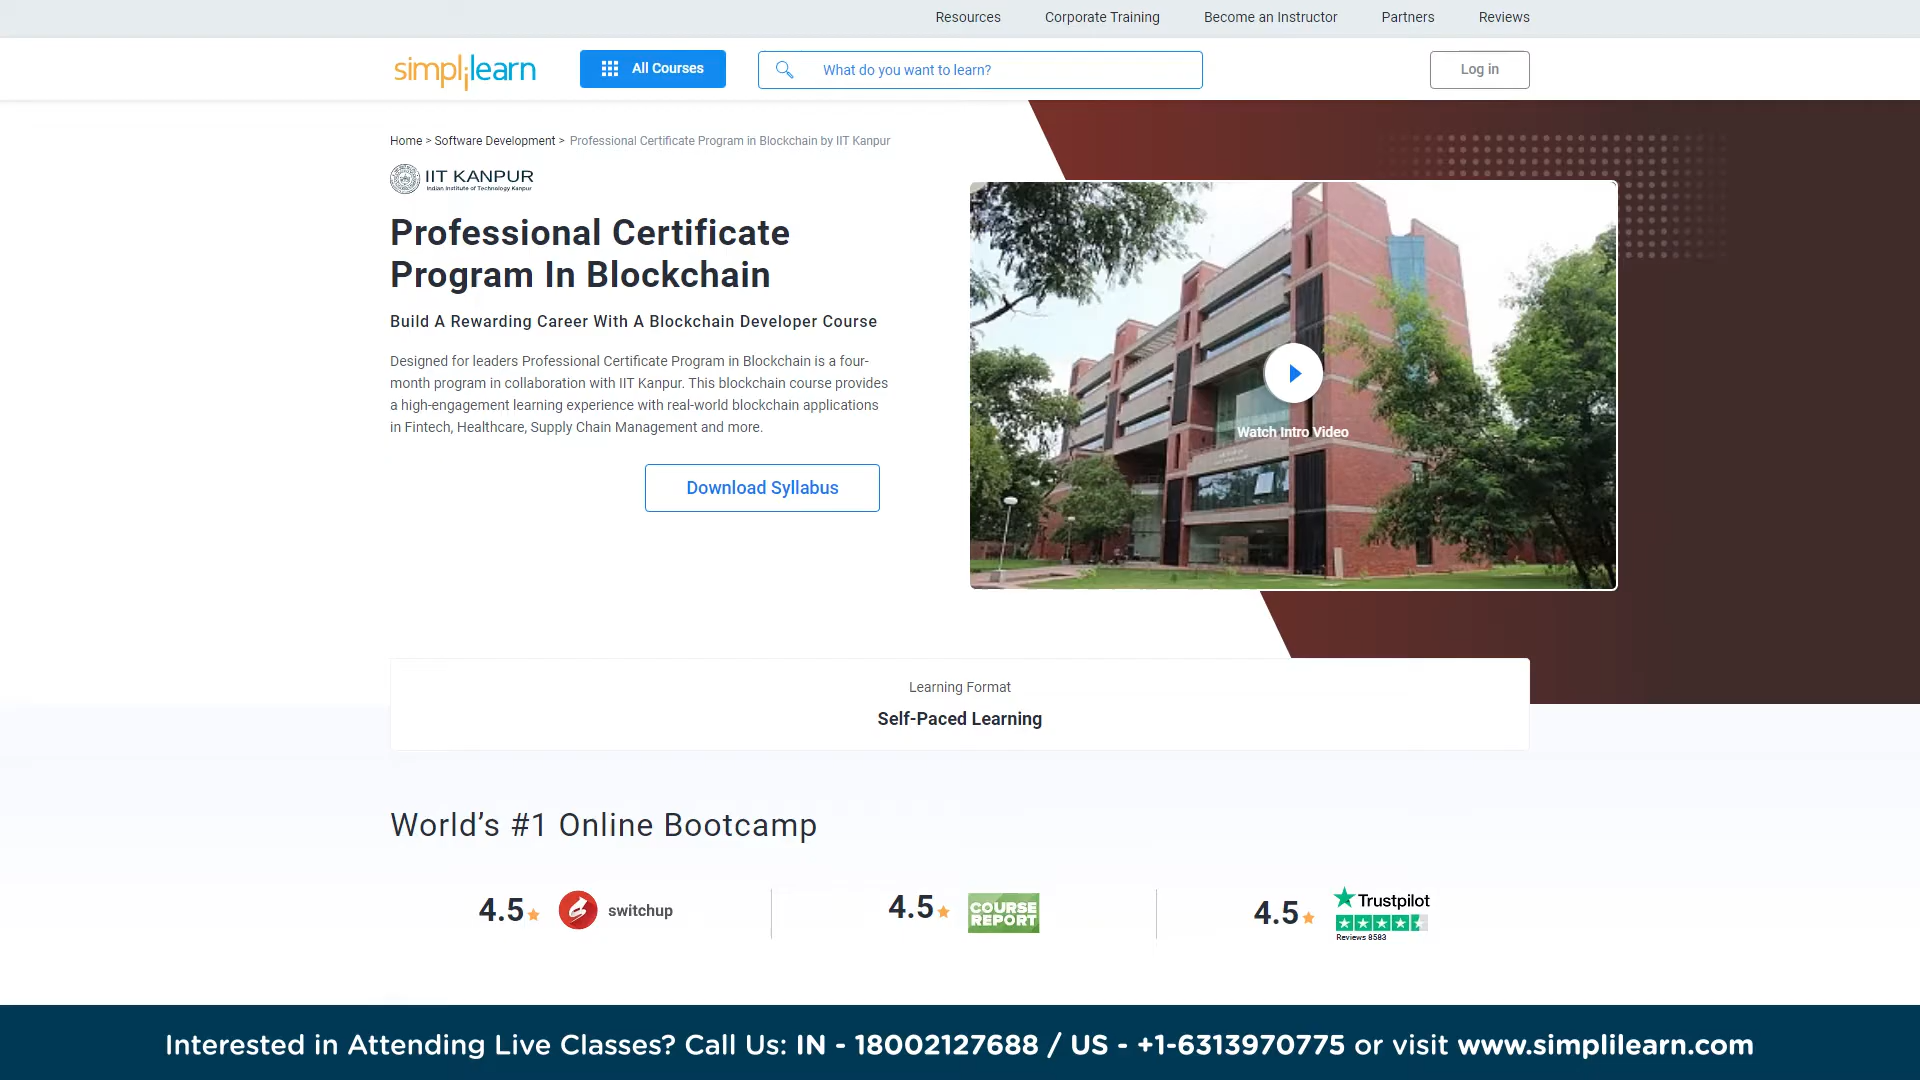 Resources Corporate Training Become an Instructor Partners Reviews
simplilearn All Courses What do you want to learn? Log in
Home > Software Development > Professional Certificate Program in Blockchain by IIT Kanpur
IIT KANPUR
Indian Institute of Technology Kanpur
Professional Certificate
Program In Blockchain
Build A Rewarding Career With A Blockchain Developer Course
Designed for leaders Professional Certificate Program in Blockchain is a four-
month program in collaboration with IIT Kanpur. This blockchain course provides
a high-engagement learning experience with real-world blockchain applications
in Fintech, Healthcare, Supply Chain Management and more.
Download Syllabus
Watch Intro Video
Learning Format
Self-Paced Learning
World’s #1 Online Bootcamp
4.5 switchup
4.5 COURSE REPORT
4.5 Trustpilot
Reviews 8583
Interested in Attending Live Classes? Call Us: IN - 18002127688 / US - +1-6313970775 or visit www.simplilearn.com